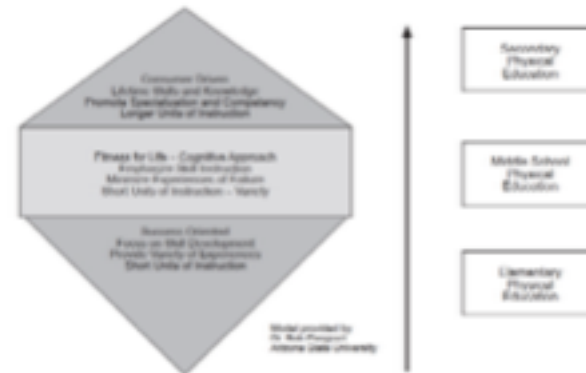 Consumer Driven
Lifetime Skills and Knowledge
Promote Specialization and Competency
Longer Units of Instruction
Fitness for Life – Cognitive Approach
Emphasize Skill Instruction
Minimize Experiences of Failure
Short Units of Instruction – Variety
Success Oriented
Focus on Skill Development
Provide Variety of Experiences
Short Units of Instruction
Model provided by
Dr.
Arizona State University
Secondary
Physical
Education
Middle School
Physical
Education
Elementary
Physical
Education